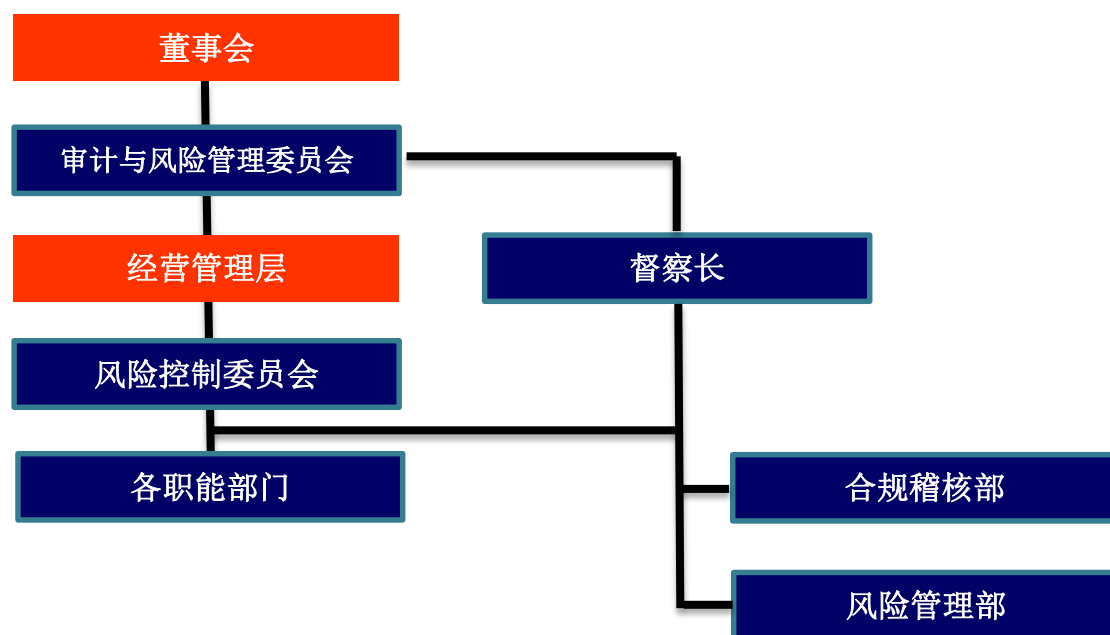 董事会
审计与风险管理委员会
经营管理层
督察长
风险控制委员会
各职能部门
合规稽核部
风险管理部